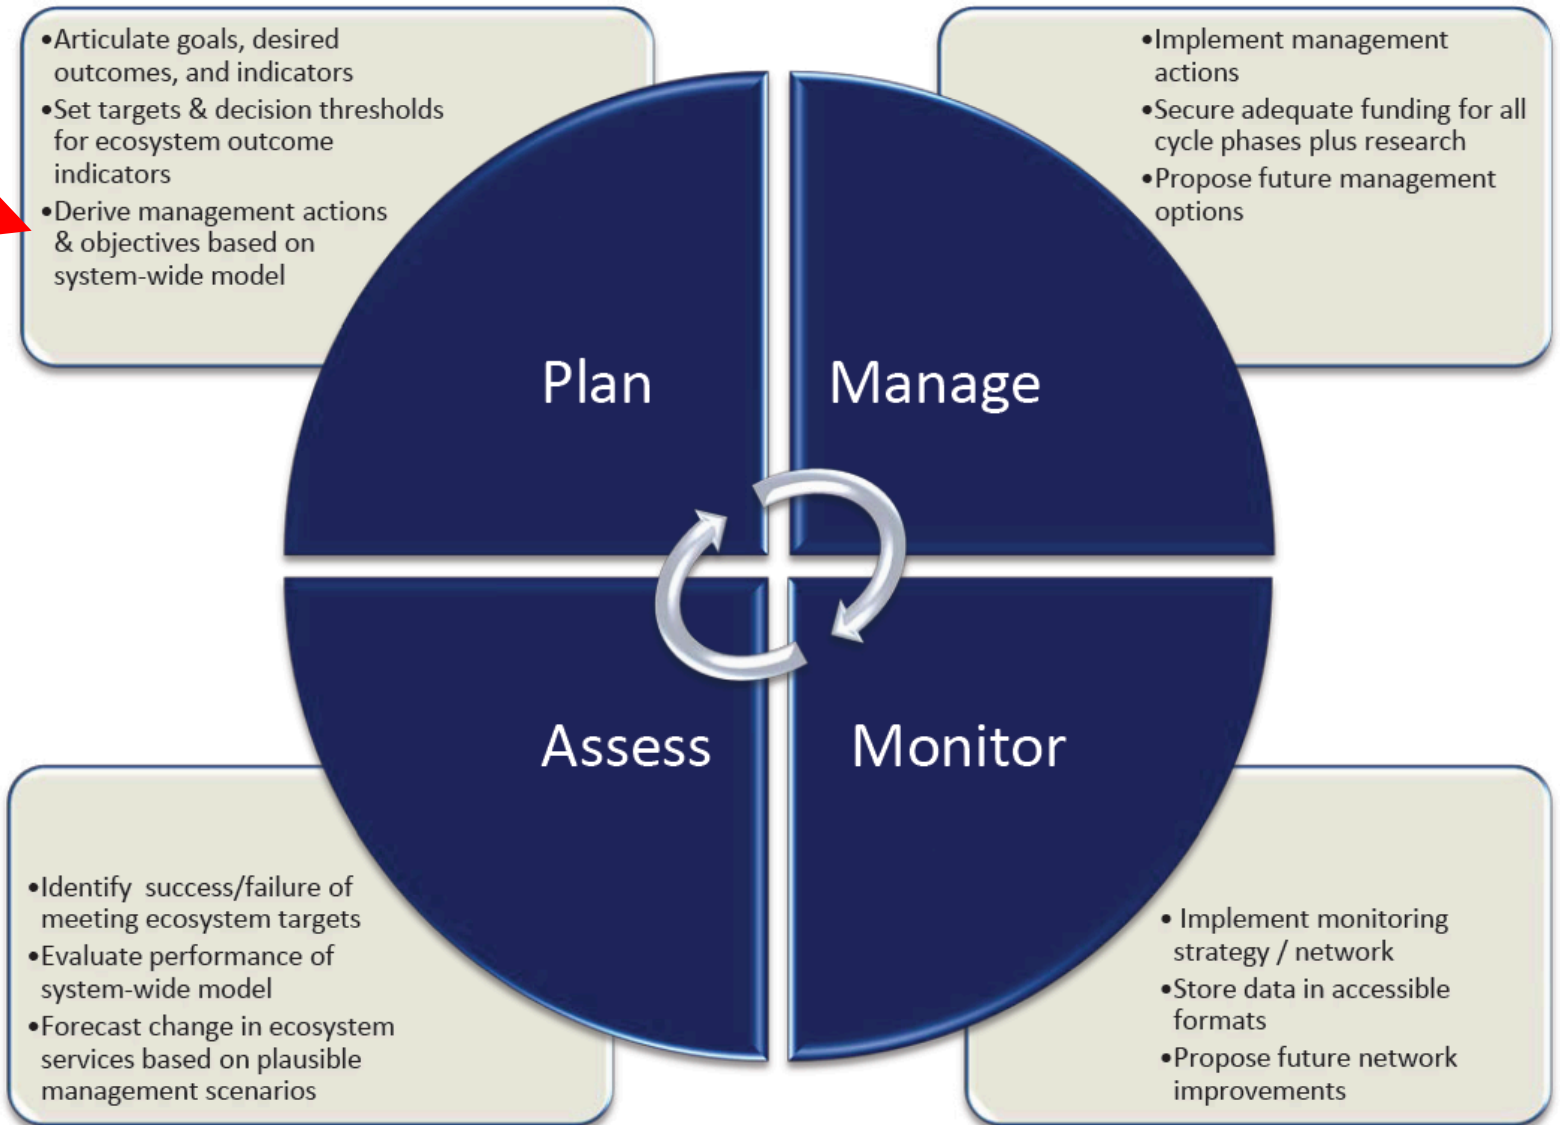 •Articulate goals, desired
outcomes, and indicators
•Set targets & decision thresholds
for ecosystem outcome
indicators
•Derive management actions
& objectives based on
system-wide model
•Implement management
actions
•Secure adequate funding for all
cycle phases plus research
•Propose future management
options
Plan
Manage
Assess
Monitor
•Identify success/failure of
meeting ecosystem targets
•Evaluate performance of
system-wide model
•Forecast change in ecosystem
services based on plausible
management scenarios
• Implement monitoring
strategy / network
•Store data in accessible
formats
•Propose future network
improvements